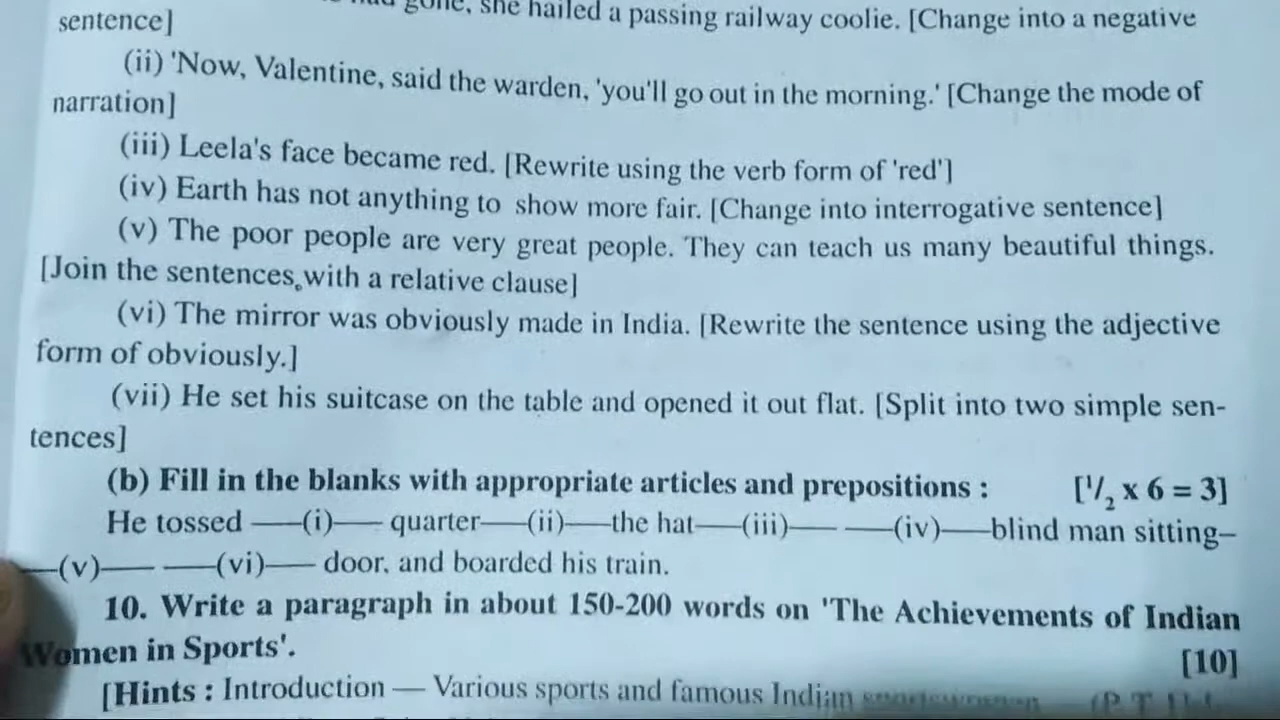 gone, she hailed a passing railway coolie. [Change into a negative
sentence]
(ii) 'Now, Valentine, said the warden, 'you'll go out in the morning.' [Change the mode of
narration]
(iii) Leela's face became red. [Rewrite using the verb form of 'red']
(iv) Earth has not anything to show more fair. [Change into interrogative sentence]
(v) The poor people are very great people. They can teach us many beautiful things.
[Join the sentences with a relative clause]
(vi) The mirror was obviously made in India. [Rewrite the sentence using the adjective
form of obviously.]
(vii) He set his suitcase on the table and opened it out flat. [Split into two simple sen-
tences]
(b) Fill in the blanks with appropriate articles and prepositions : [1/2 x 6 = 3]
He tossed —(i)— quarter—(ii)—the hat—(iii)— —(iv)—blind man sitting–
—(v)— —(vi)— door, and boarded his train.
10. Write a paragraph in about 150-200 words on 'The Achievements of Indian
Women in Sports'. [10]
[Hints : Introduction — Various sports and famous Indian